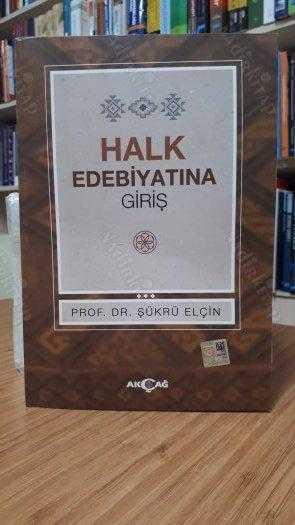 HALK
EDEBİYATINA
GİRİŞ
PROF. DR. ŞÜKRÜ ELÇİN
AKÇAĞ